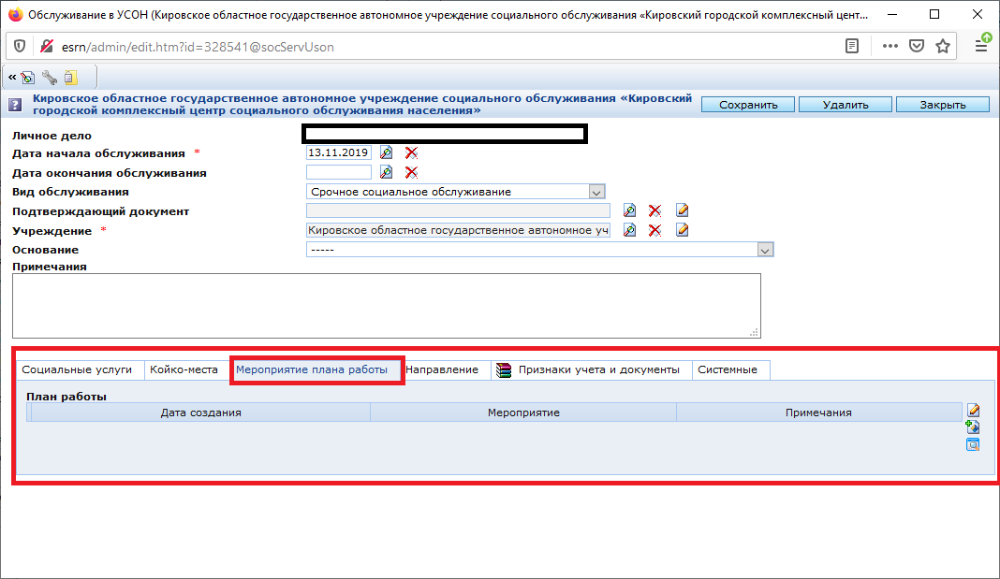 Обслуживание в УСОН (Кировское областное государственное автономное учреждение социального обслуживания «Кировский городской комплексный цент...
esrn/admin/edit.htm?id=328541@socServUson
«
? Кировское областное государственное автономное учреждение социального обслуживания «Кировский
городской комплексный центр социального обслуживания населения»
Сохранить Удалить Закрыть
Личное дело
Дата начала обслуживания * 13.11.2019
Дата окончания обслуживания
Вид обслуживания Срочное социальное обслуживание
Подтверждающий документ
Учреждение * Кировское областное государственное автономное уч
Основание -----
Примечания
Социальные услуги Койко-места Мероприятие плана работы Направление Признаки учета и документы Системные
План работы
Дата создания Мероприятие Примечания